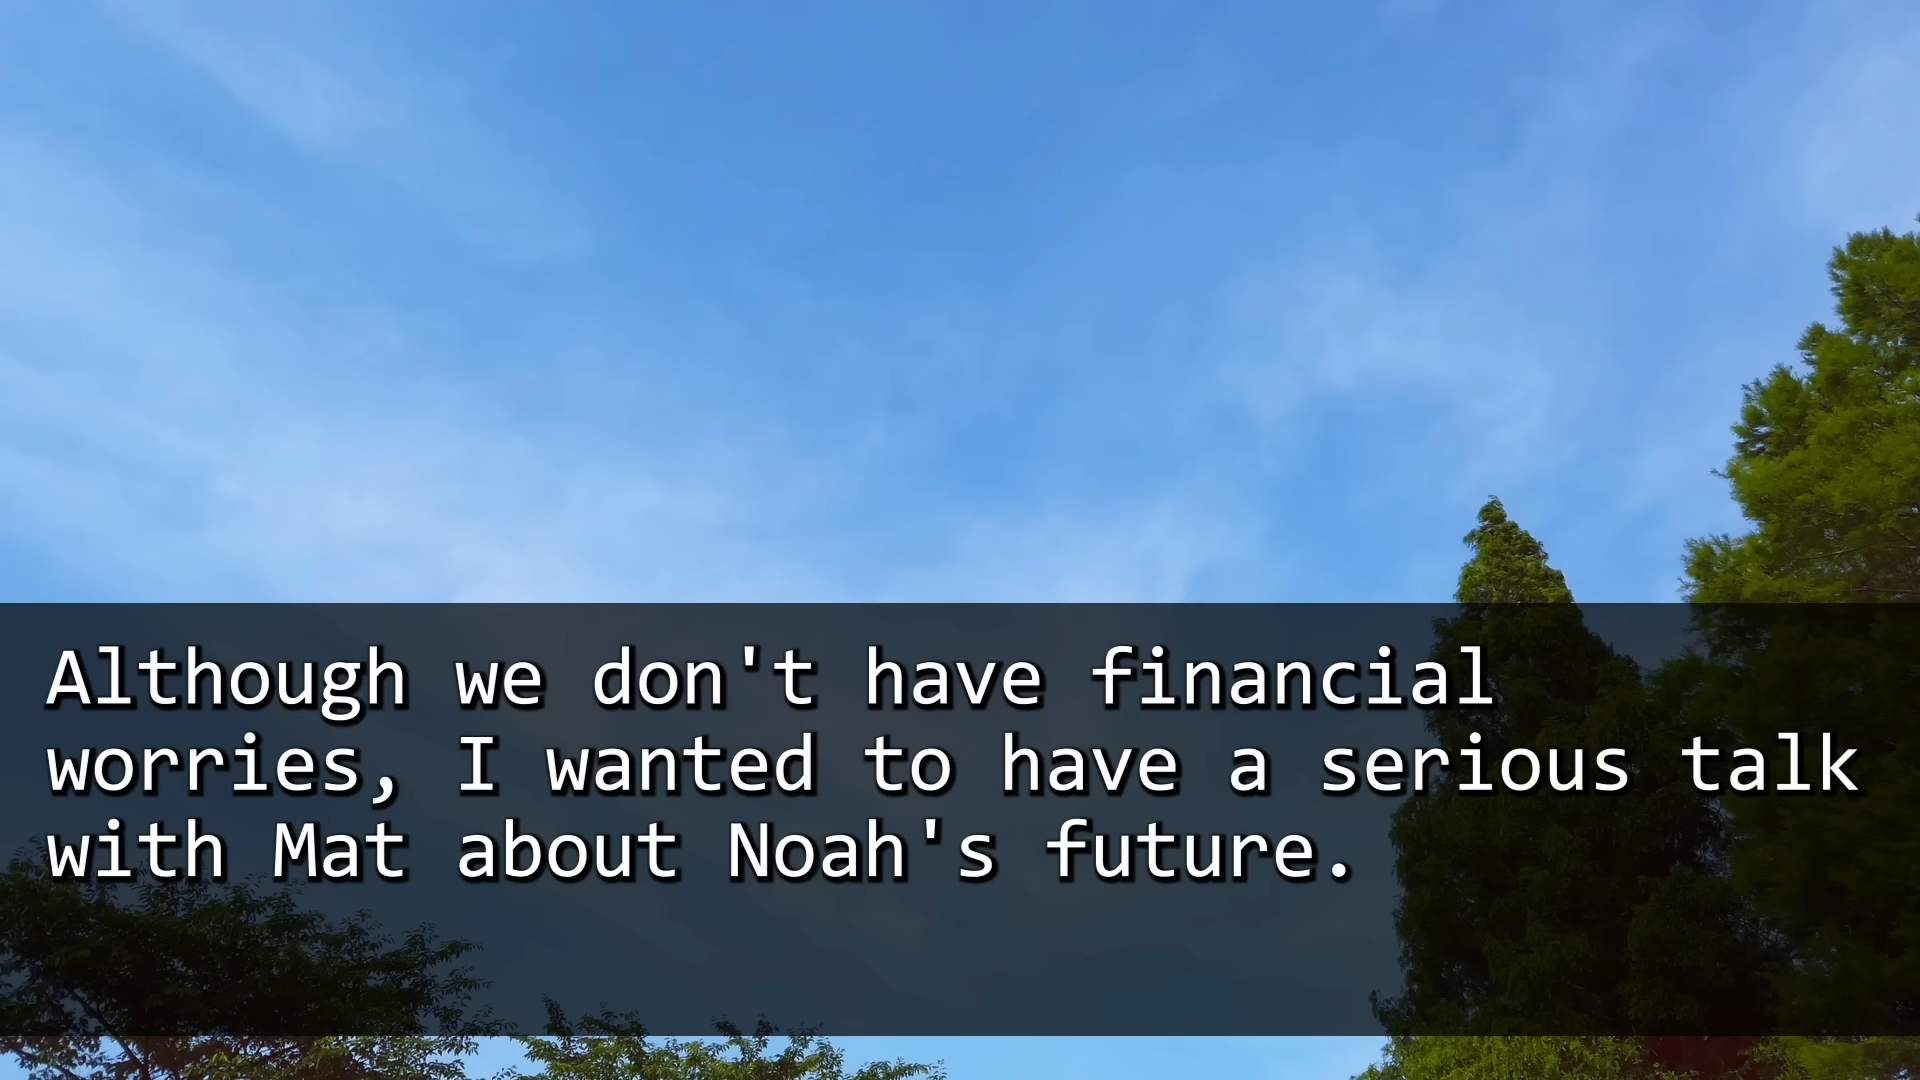 Although we don't have financial
worries, I wanted to have a serious talk
with Mat about Noah's future.